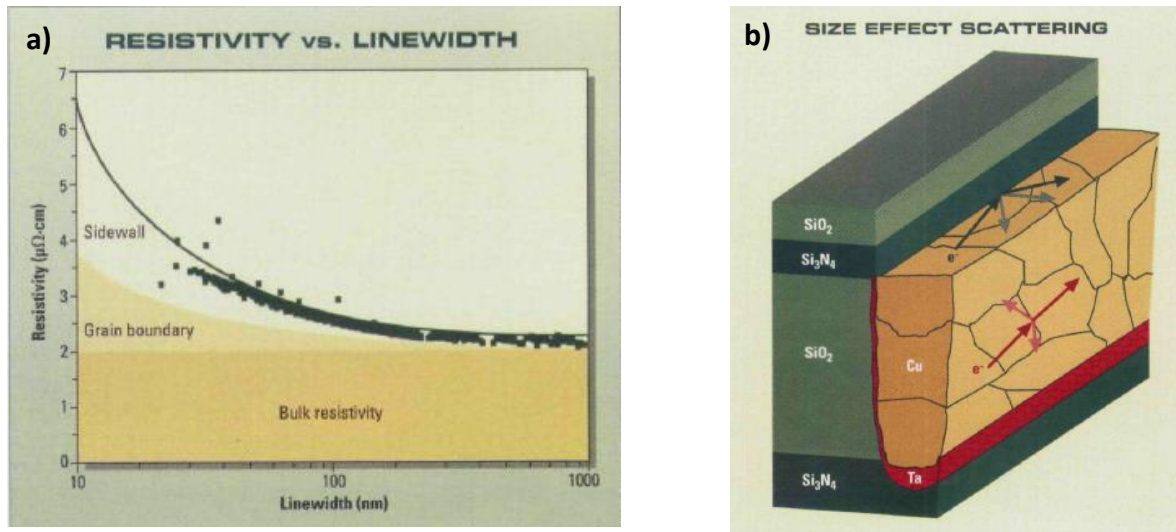 a)
RESISTIVITY vs. LINEWIDTH
7
6
5
4
3
2
1
0
Resistivity (μΩ-cm)
Sidewall
Grain boundary
Bulk resistivity
10
100
1000
Linewidth (nm)
b)
SIZE EFFECT SCATTERING
SiO2
Si3N4
SiO2
Si3N4
Cu
Ta
e-
e-